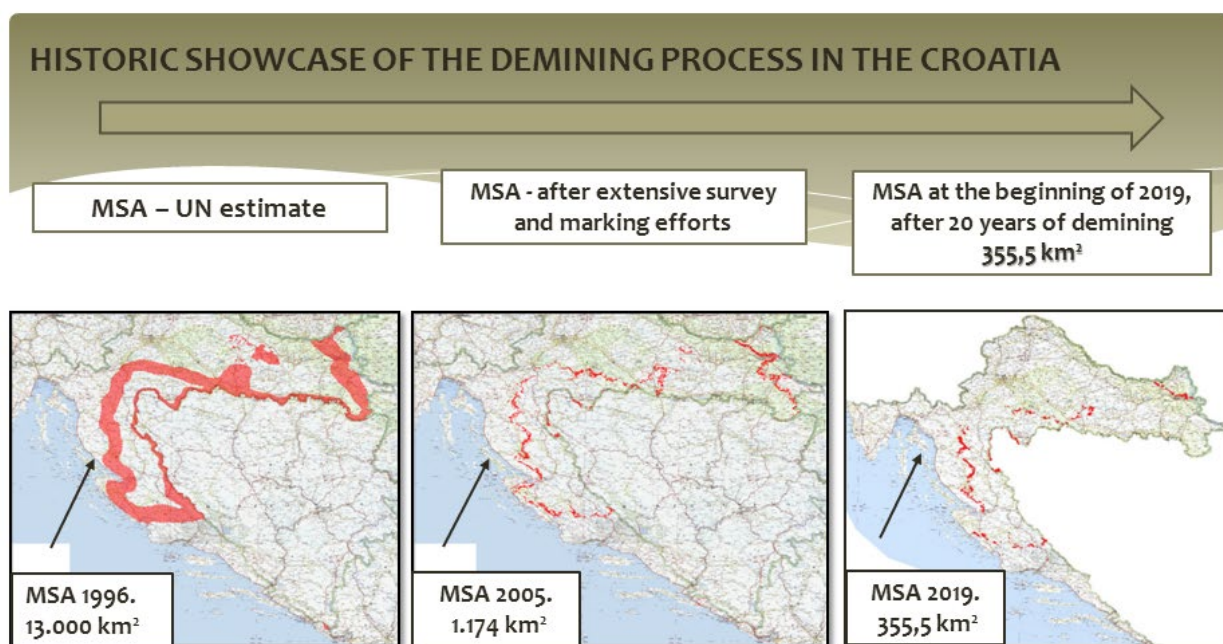 HISTORIC SHOWCASE OF THE DEMINING PROCESS IN THE CROATIA
MSA – UN estimate
MSA - after extensive survey
and marking efforts
MSA at the beginning of 2019,
after 20 years of demining
355,5 km²
MSA 1996.
13.000 km²
MSA 2005.
1.174 km²
MSA 2019.
355,5 km²